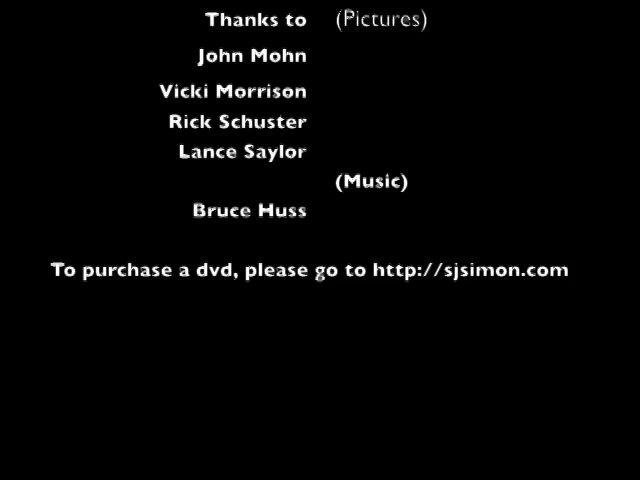 Thanks to (Pictures)
John Mohn
Vicki Morrison
Rick Schuster
Lance Saylor
(Music)
Bruce Huss
To purchase a dvd, please go to http://sjsimon.com